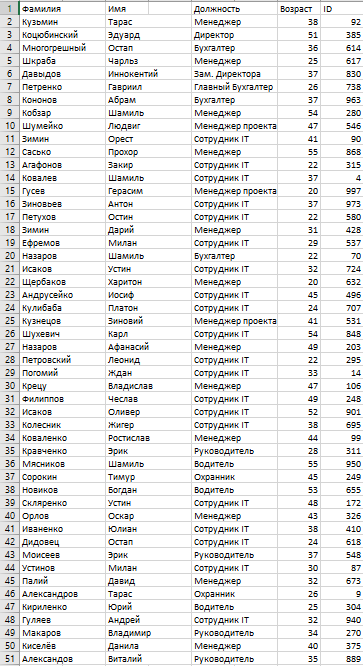 1 Фамилия Имя Должность Возраст ID
2 Кузьмин Тарас Менеджер 38 92
3 Коцюбинский Эдуард Директор 51 385
4 Многогрешный Остап Бухгалтер 36 614
5 Шкраба Чарльз Менеджер 25 617
6 Давыдов Иннокентий Зам. Директора 37 830
7 Петренко Гавриил Главный Бухгалтер 26 738
8 Кононов Абрам Бухгалтер 37 963
9 Кобзар Шамиль Менеджер 54 280
10 Шумейко Людвиг Менеджер проекта 47 546
11 Зимин Орест Сотрудник IT 41 90
12 Сасько Прохор Менеджер 55 868
13 Агафонов Закир Сотрудник IT 22 315
14 Ковалев Шамиль Сотрудник IT 37 4
15 Гусев Герасим Менеджер проекта 20 997
16 Зиновьев Антон Сотрудник IT 37 973
17 Петухов Остин Сотрудник IT 22 580
18 Зимин Дарий Менеджер 31 428
19 Ефремов Милан Сотрудник IT 29 537
20 Назаров Шамиль Бухгалтер 22 70
21 Исаков Устин Сотрудник IT 32 724
22 Щербаков Харитон Менеджер 20 632
23 Андрусейко Иосиф Сотрудник IT 45 496
24 Кулибаба Платон Сотрудник IT 24 707
25 Кузнецов Зиновий Менеджер проекта 41 531
26 Шухевич Карл Сотрудник IT 54 848
27 Назаров Афанасий Менеджер 49 203
28 Петровский Леонид Сотрудник IT 22 295
29 Погомий Ждан Сотрудник IT 33 14
30 Крецу Владислав Менеджер 47 106
31 Филиппов Чеслав Сотрудник IT 49 248
32 Исаков Оливер Сотрудник IT 52 901
33 Колесник Жигер Сотрудник IT 38 695
34 Коваленко Ростислав Менеджер 44 99
35 Кравченко Эрик Руководитель 28 311
36 Мясников Шамиль Водитель 55 950
37 Сорокин Тимур Охранник 45 249
38 Новиков Богдан Водитель 53 655
39 Скляренко Устин Сотрудник IT 48 172
40 Орлов Оскар Менеджер 43 326
41 Иваненко Юлиан Сотрудник IT 38 410
42 Дидовец Остап Сотрудник IT 24 618
43 Моисеев Эрик Руководитель 37 548
44 Устинов Милан Сотрудник IT 30 87
45 Палий Давид Менеджер 32 673
46 Александров Тарас Охранник 26 9
47 Кириленко Юрий Водитель 25 304
48 Гуляев Андрей Сотрудник IT 32 940
49 Макаров Владимир Руководитель 34 270
50 Киселёв Данила Менеджер 40 375
51 Александов Виталий Руководитель 35 889